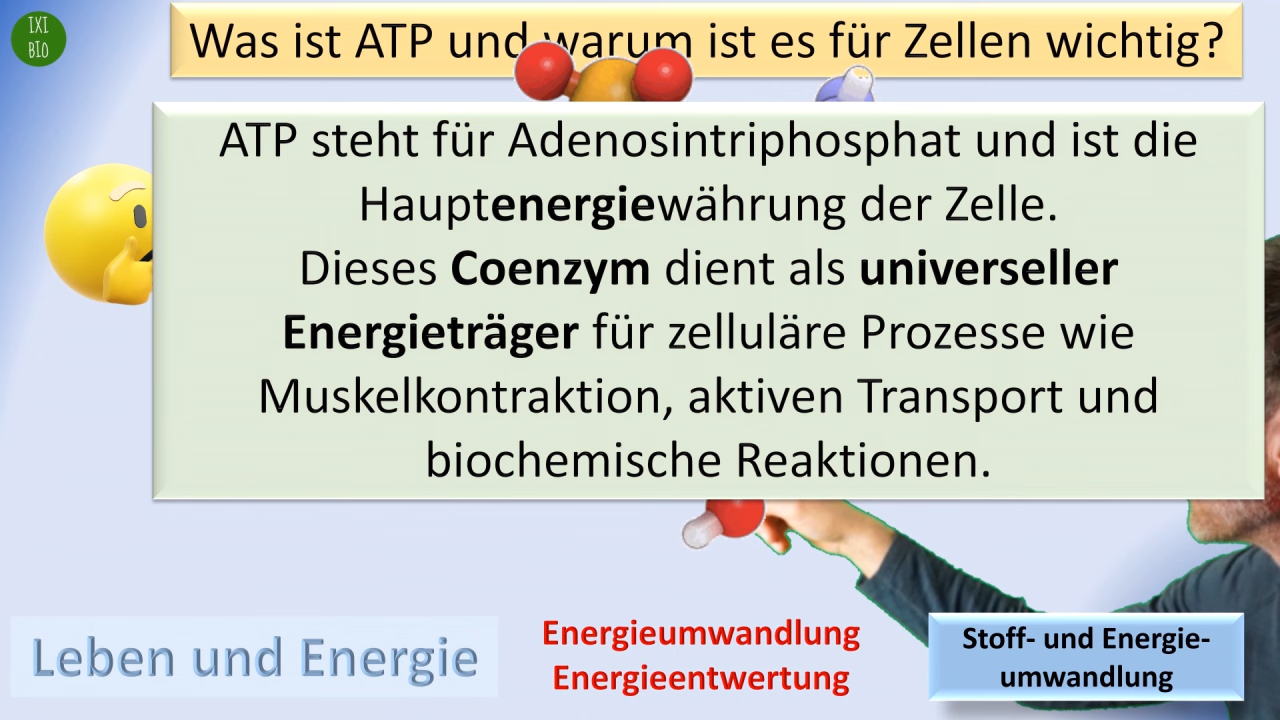 IXI
BIO
Was ist ATP und warum ist es für Zellen wichtig?
ATP steht für Adenosintriphosphat und ist die
Hauptenergiewährung der Zelle.
Dieses Coenzym dient als universeller
Energieträger für zelluläre Prozesse wie
Muskelkontraktion, aktiven Transport und
biochemische Reaktionen.
Leben und Energie
Energieumwandlung
Energieentwertung
Stoff- und Energie-
umwandlung